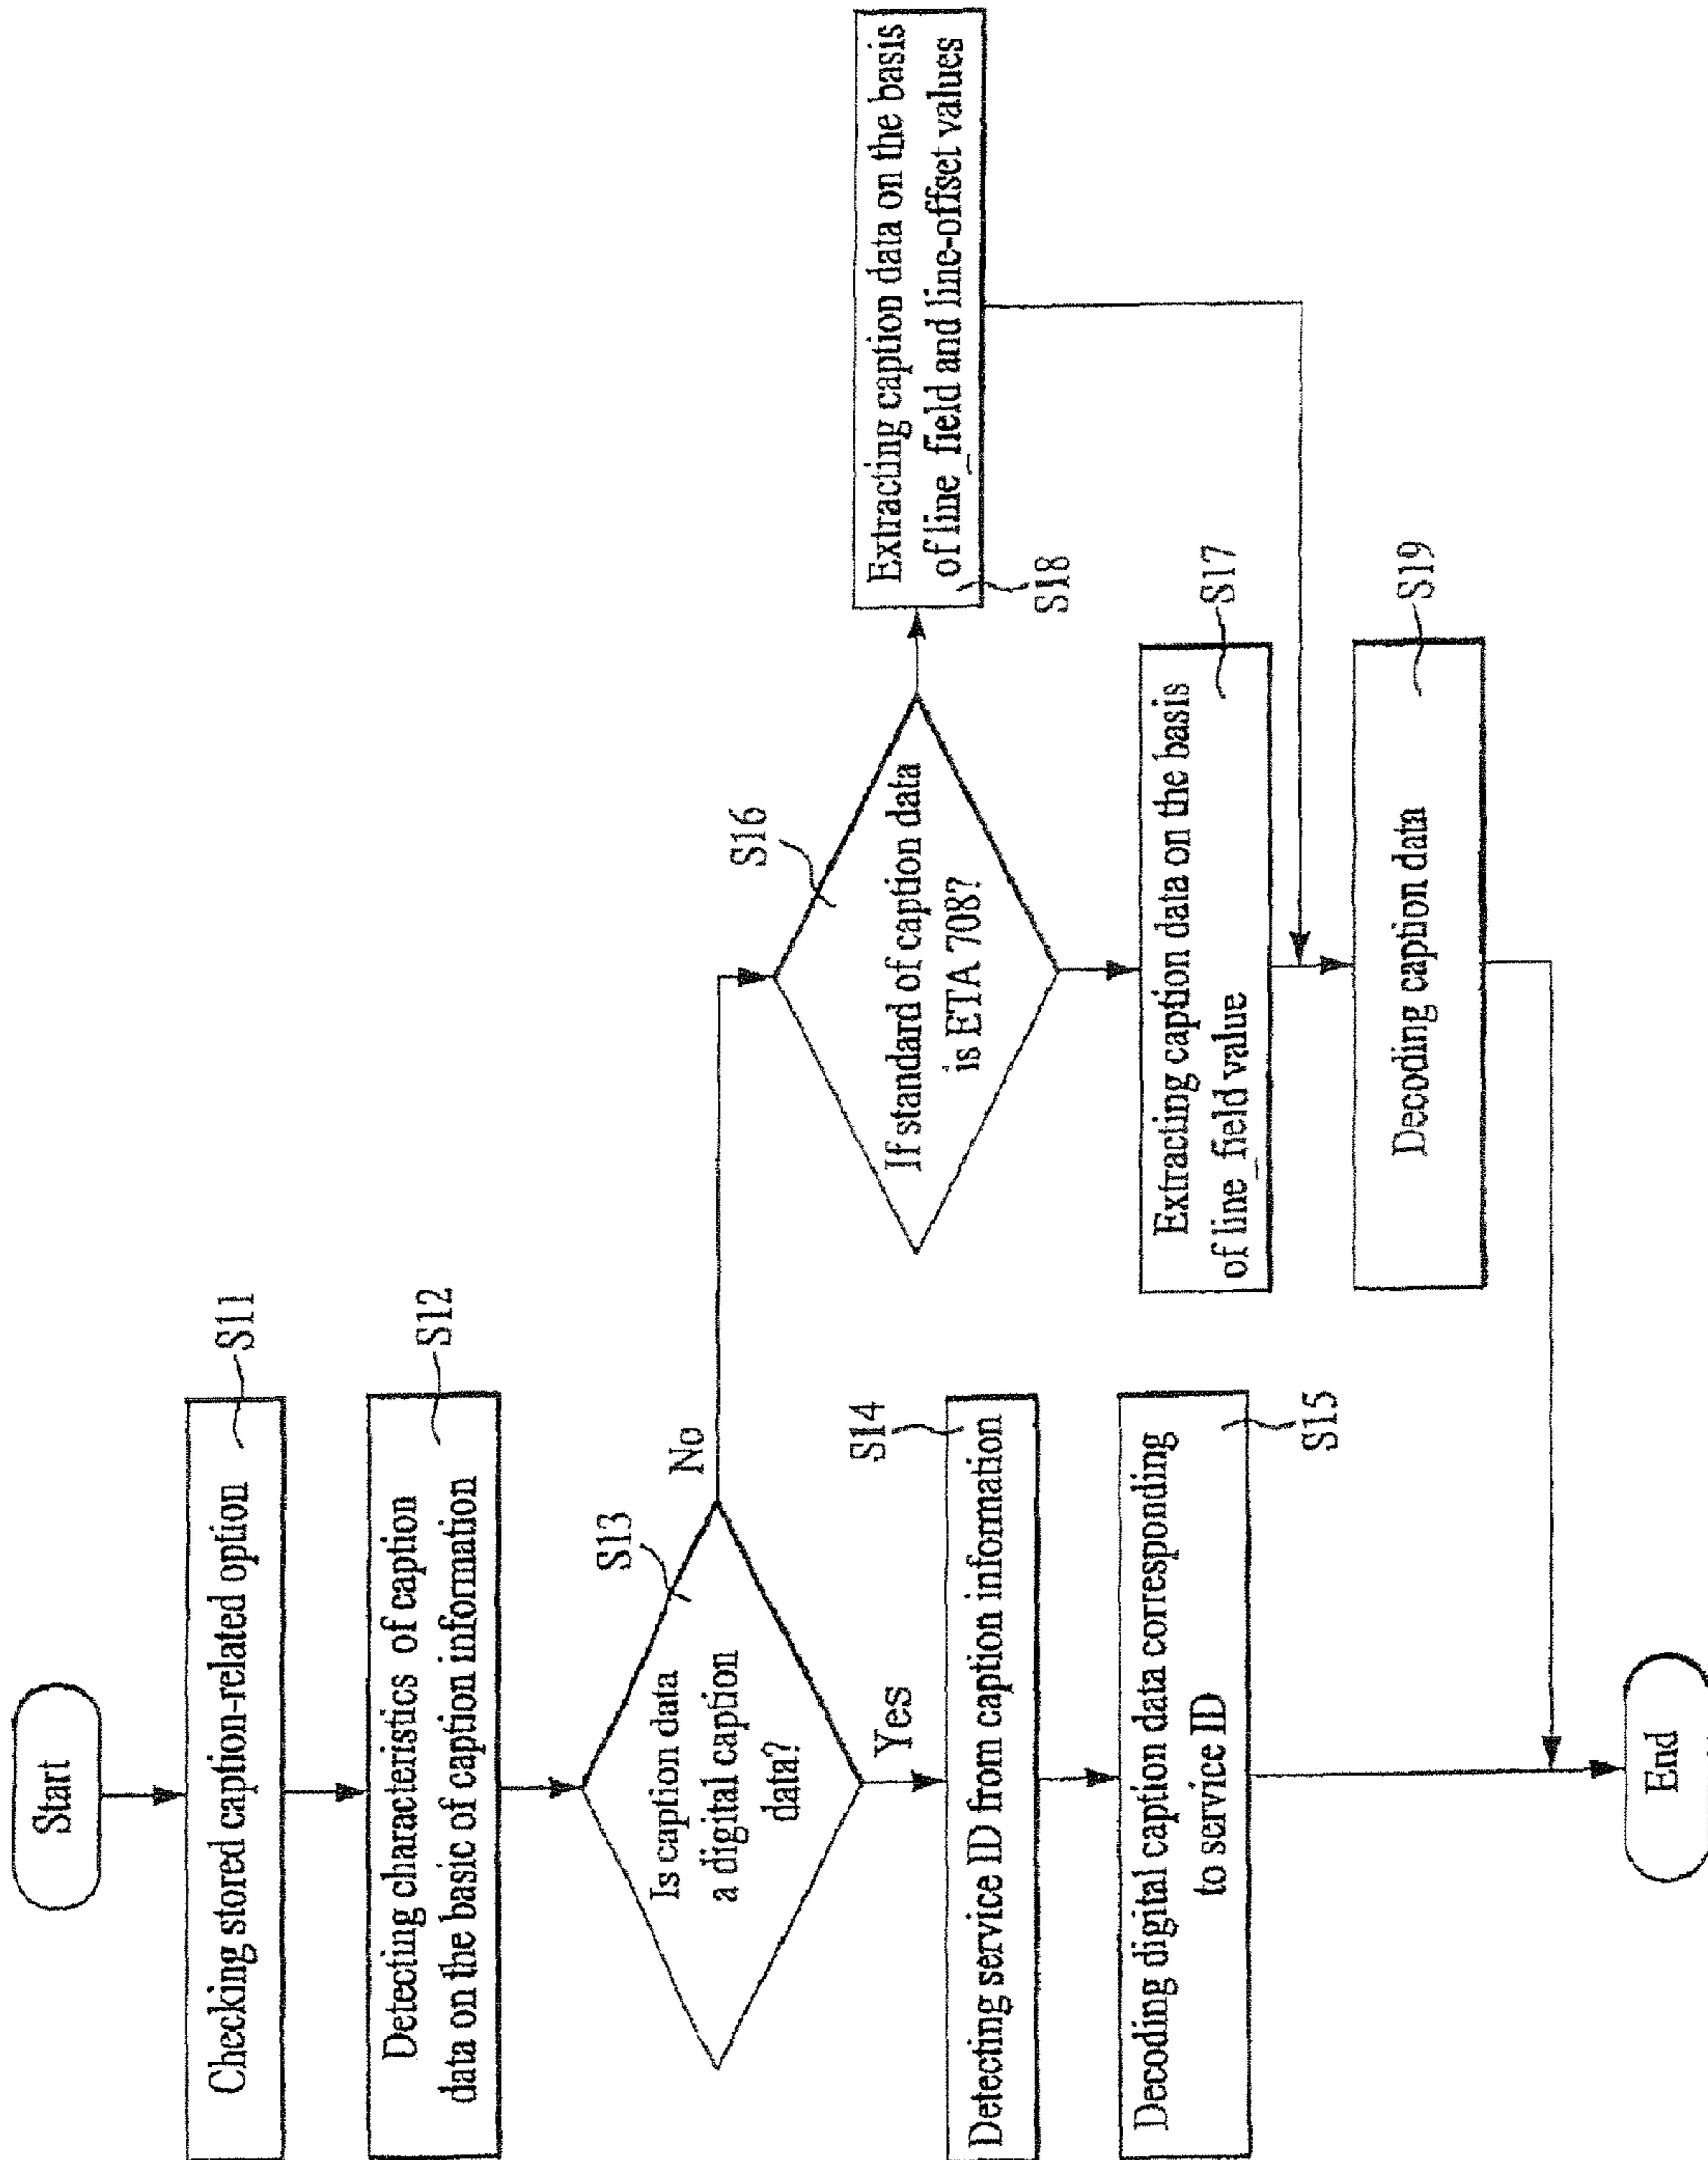 Start
Checking stored caption-related option
S11
Detecting characteristics of caption
data on the basic of caption information
S12
Is caption data
a digital caption
data?
S13
No
Yes
Detecting service ID from caption information
S14
Decoding digital caption data corresponding
to service ID
S15
If standard of caption data
is ETA 708?
S16
Extracting caption data on the basis
of line_field value
S17
Extracting caption data on the basis
of line_field and line-offset values
S18
Decoding caption data
S19
End